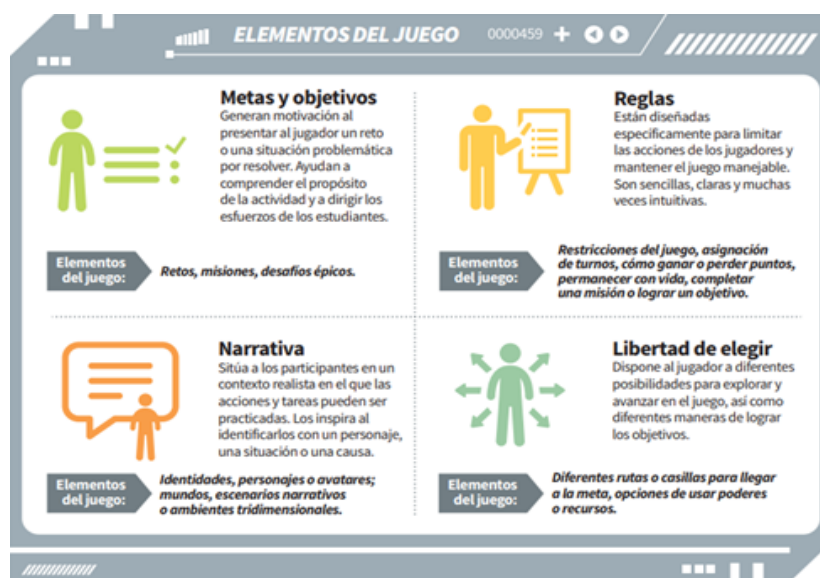 ELEMENTOS DEL JUEGO
0000459
Metas y objetivos
Generan motivación al
presentar al jugador un reto
o una situación problemática
por resolver. Ayudan a
comprender el propósito
de la actividad y a dirigir los
esfuerzos de los estudiantes.
Elementos
del juego:
Retos, misiones, desafíos épicos.
Reglas
Están diseñadas
específicamente para limitar
las acciones de los jugadores y
mantener el juego manejable.
Son sencillas, claras y muchas
veces intuitivas.
Elementos
del juego:
Restricciones del juego, asignación
de turnos, cómo ganar o perder puntos,
permanecer con vida, completar
una misión o lograr un objetivo.
Narrativa
Sitúa a los participantes en un
contexto realista en el que las
acciones y tareas pueden ser
practicadas. Los inspira al
identificarlos con un personaje,
una situación o una causa.
Elementos
del juego:
Identidades, personajes o avatares;
mundos, escenarios narrativos
o ambientes tridimensionales.
Libertad de elegir
Dispone al jugador a diferentes
posibilidades para explorar y
avanzar en el juego, así como
diferentes maneras de lograr
los objetivos.
Elementos
del juego:
Diferentes rutas o casillas para llegar
a la meta, opciones de usar poderes
o recursos.